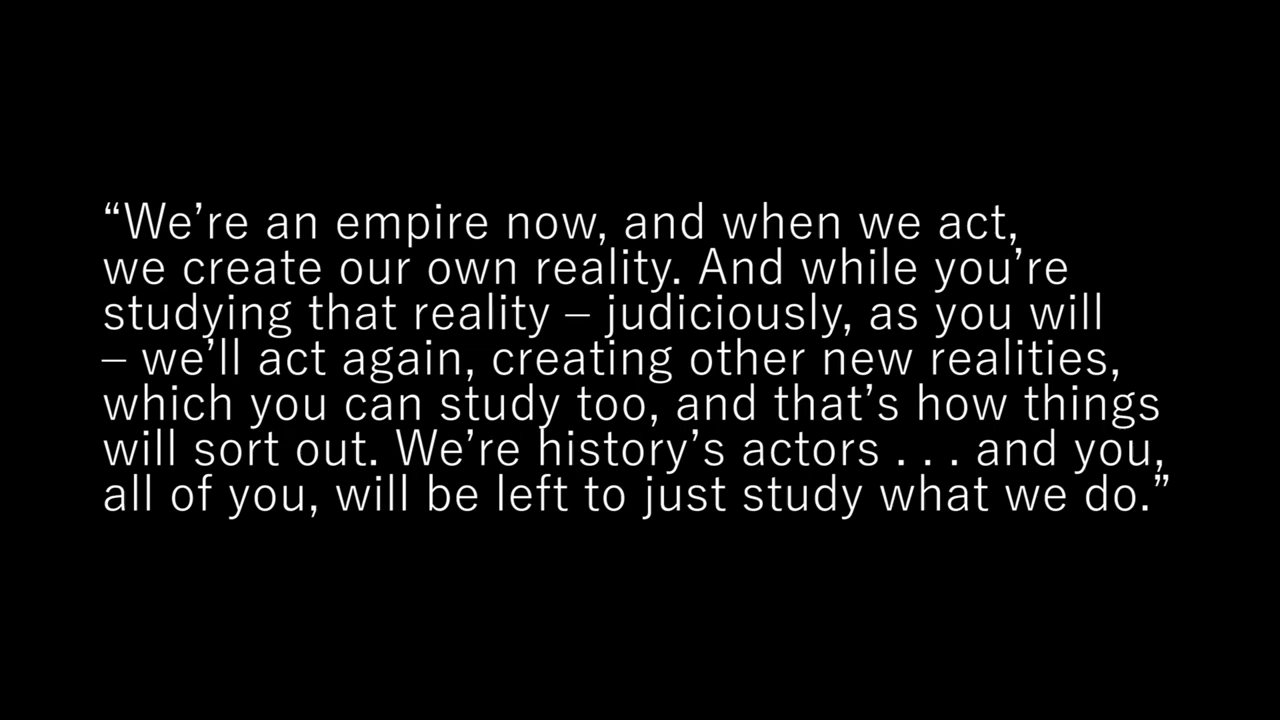 “We’re an empire now, and when we act,
we create our own reality. And while you’re
studying that reality – judiciously, as you will
– we’ll act again, creating other new realities,
which you can study too, and that’s how things
will sort out. We’re history’s actors . . . and you,
all of you, will be left to just study what we do.”